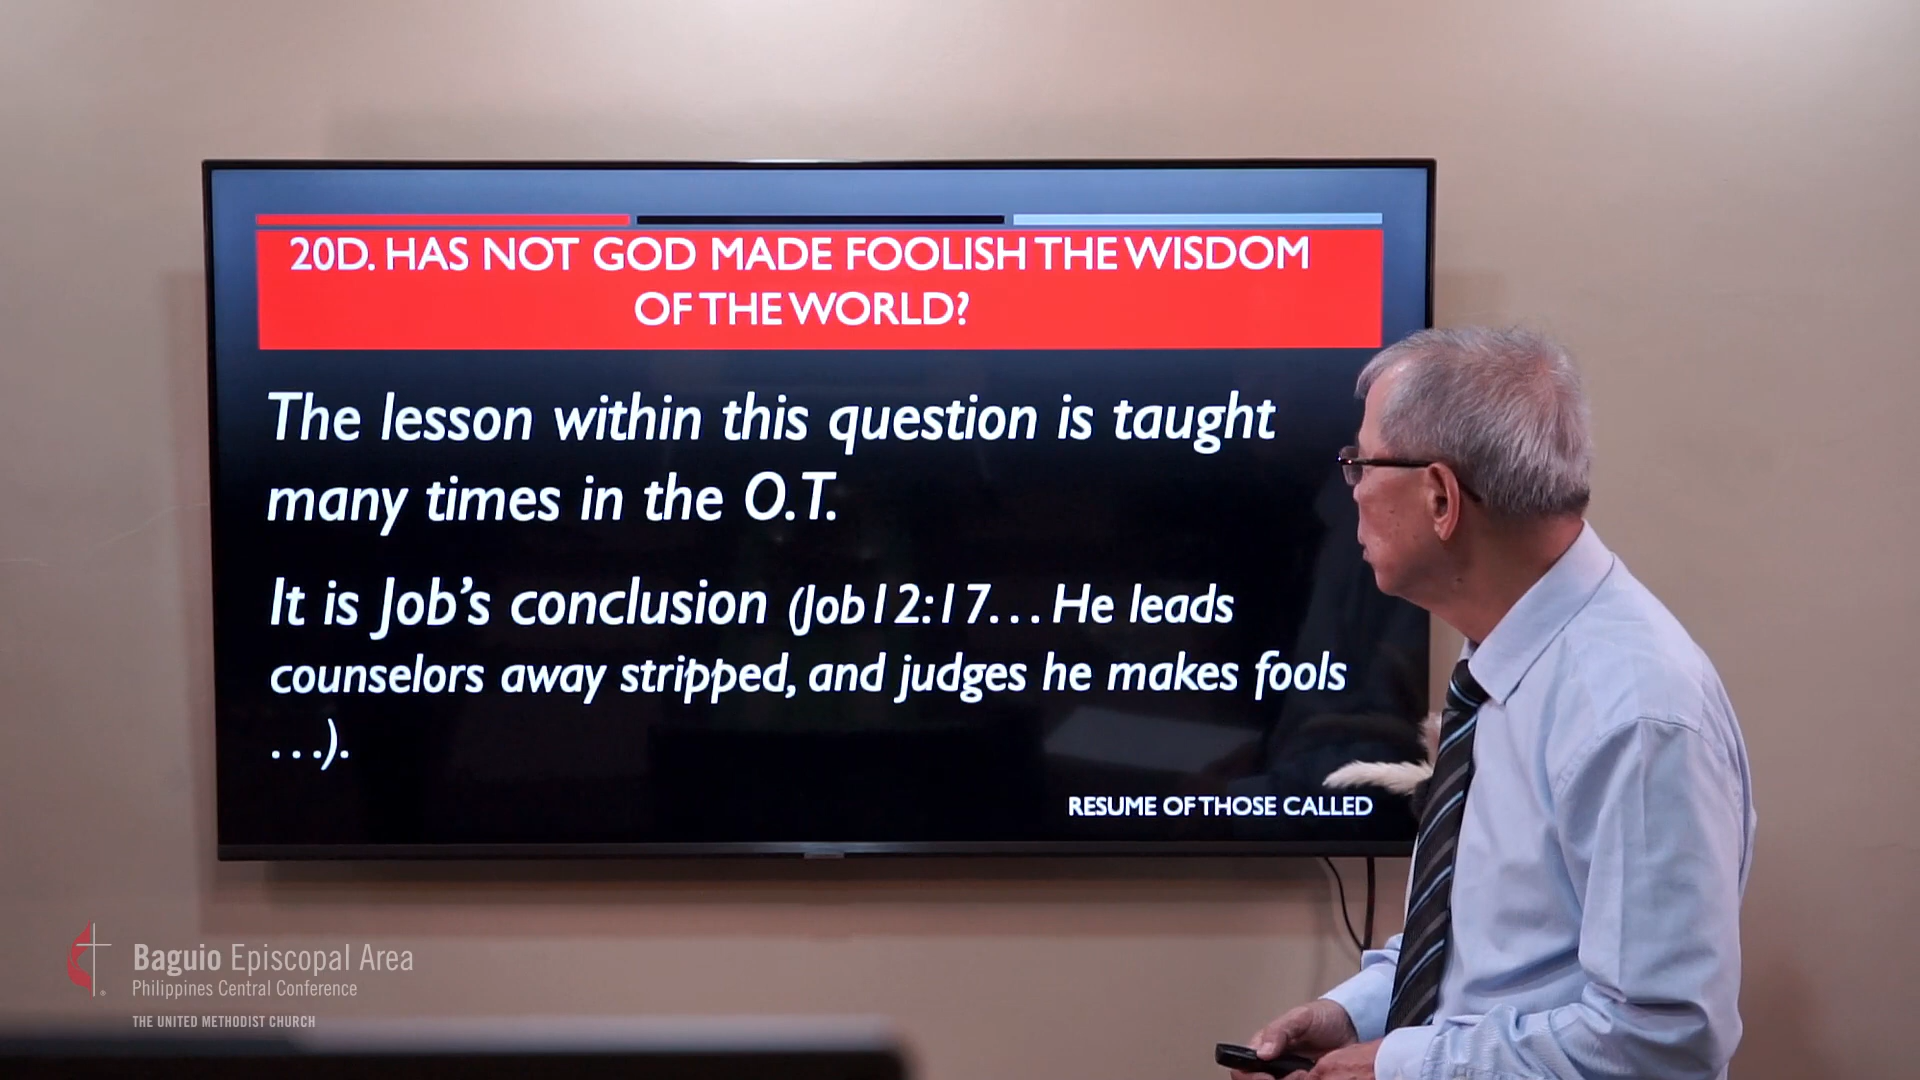 20D. HAS NOT GOD MADE FOOLISH THE WISDOM
OF THE WORLD?
The lesson within this question is taught
many times in the O.T.
It is Job’s conclusion (Job12:17…He leads
counselors away stripped, and judges he makes fools
…).
RESUME OF THOSE CALLED
Baguio Episcopal Area
Philippines Central Conference
THE UNITED METHODIST CHURCH